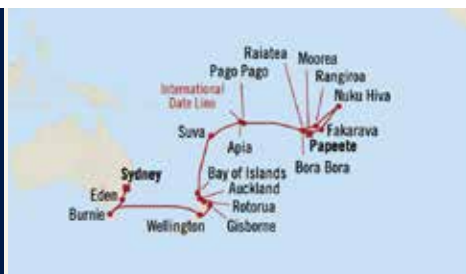 Raiatea
Moorea
Pago Pago
Rangiroa
International
Date Line
Nuku Hiva
Suva
Apia
Fakarava
Papeete
Bora Bora
Sydney
Bay of Islands
Eden
Auckland
Burnie
Rotorua
Wellington
Gisborne